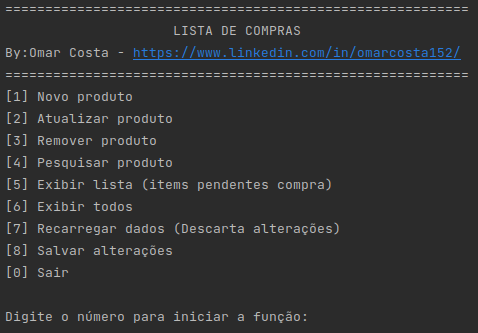 ==========================================================
LISTA DE COMPRAS
By:Omar Costa - https://www.linkedin.com/in/omarcosta152/
==========================================================
[1] Novo produto
[2] Atualizar produto
[3] Remover produto
[4] Pesquisar produto
[5] Exibir lista (items pendentes compra)
[6] Exibir todos
[7] Recarregar dados (Descarta alterações)
[8] Salvar alterações
[0] Sair
Digite o número para iniciar a função: